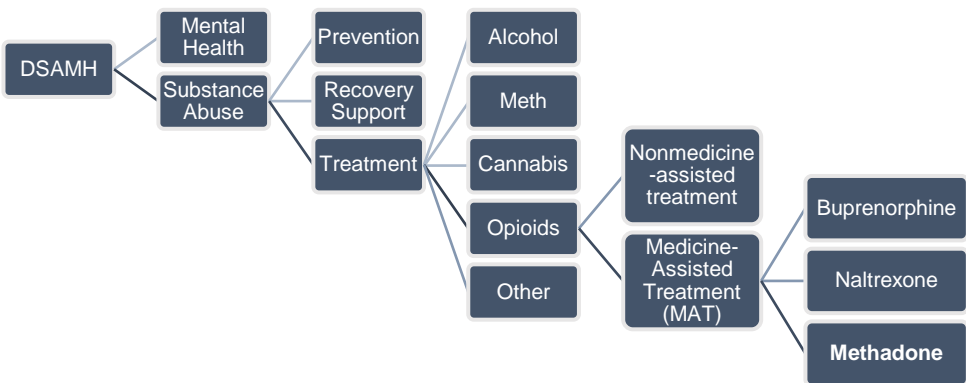 DSAMH
Mental
Health
Substance
Abuse
Prevention
Recovery
Support
Treatment
Alcohol
Meth
Cannabis
Opioids
Other
Nonmedicine
-assisted
treatment
Medicine-
Assisted
Treatment
(MAT)
Buprenorphine
Naltrexone
Methadone